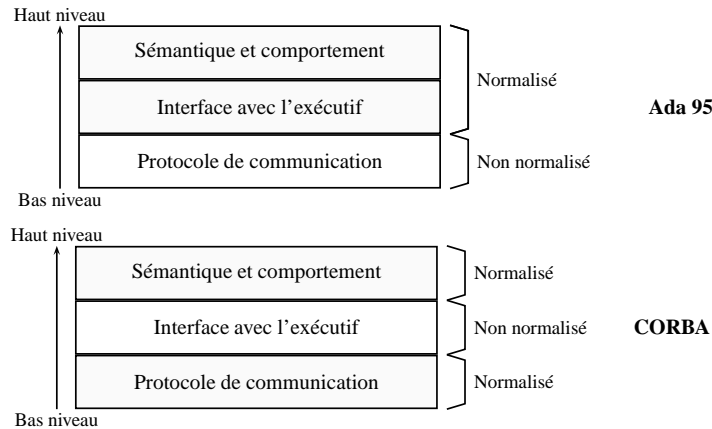 Haut niveau
Sémantique et comportement
Normalisé
Interface avec l'exécutif
Ada 95
Protocole de communication
Non normalisé
Bas niveau
Haut niveau
Sémantique et comportement
Normalisé
Interface avec l'exécutif
Non normalisé
CORBA
Protocole de communication
Normalisé
Bas niveau